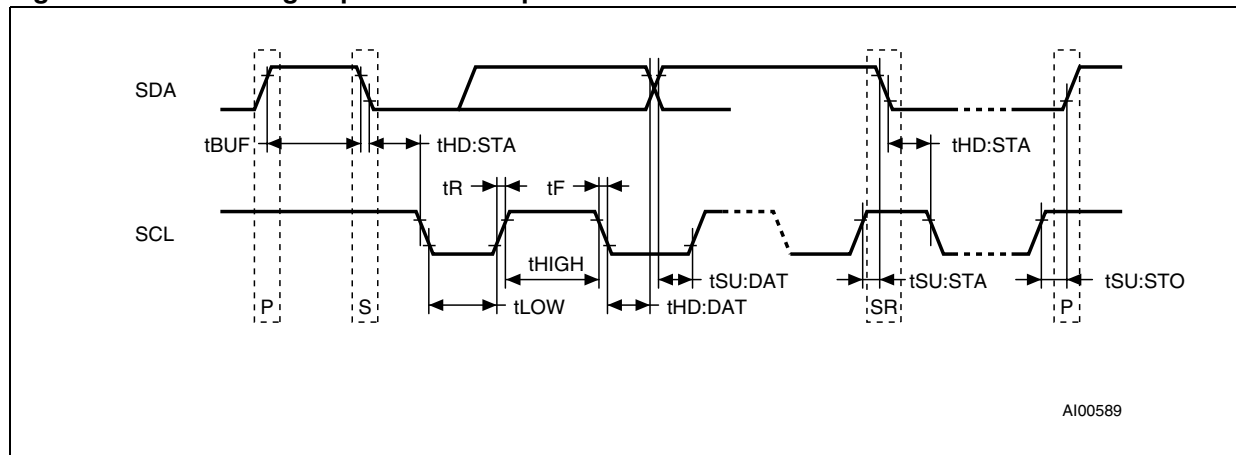 SDA
tBUF
tHD:STA
tHD:STA
tR
tF
SCL
tHIGH
tSU:DAT
tSU:STA
tSU:STO
P
S
tLOW
tHD:DAT
SR
P
AI00589